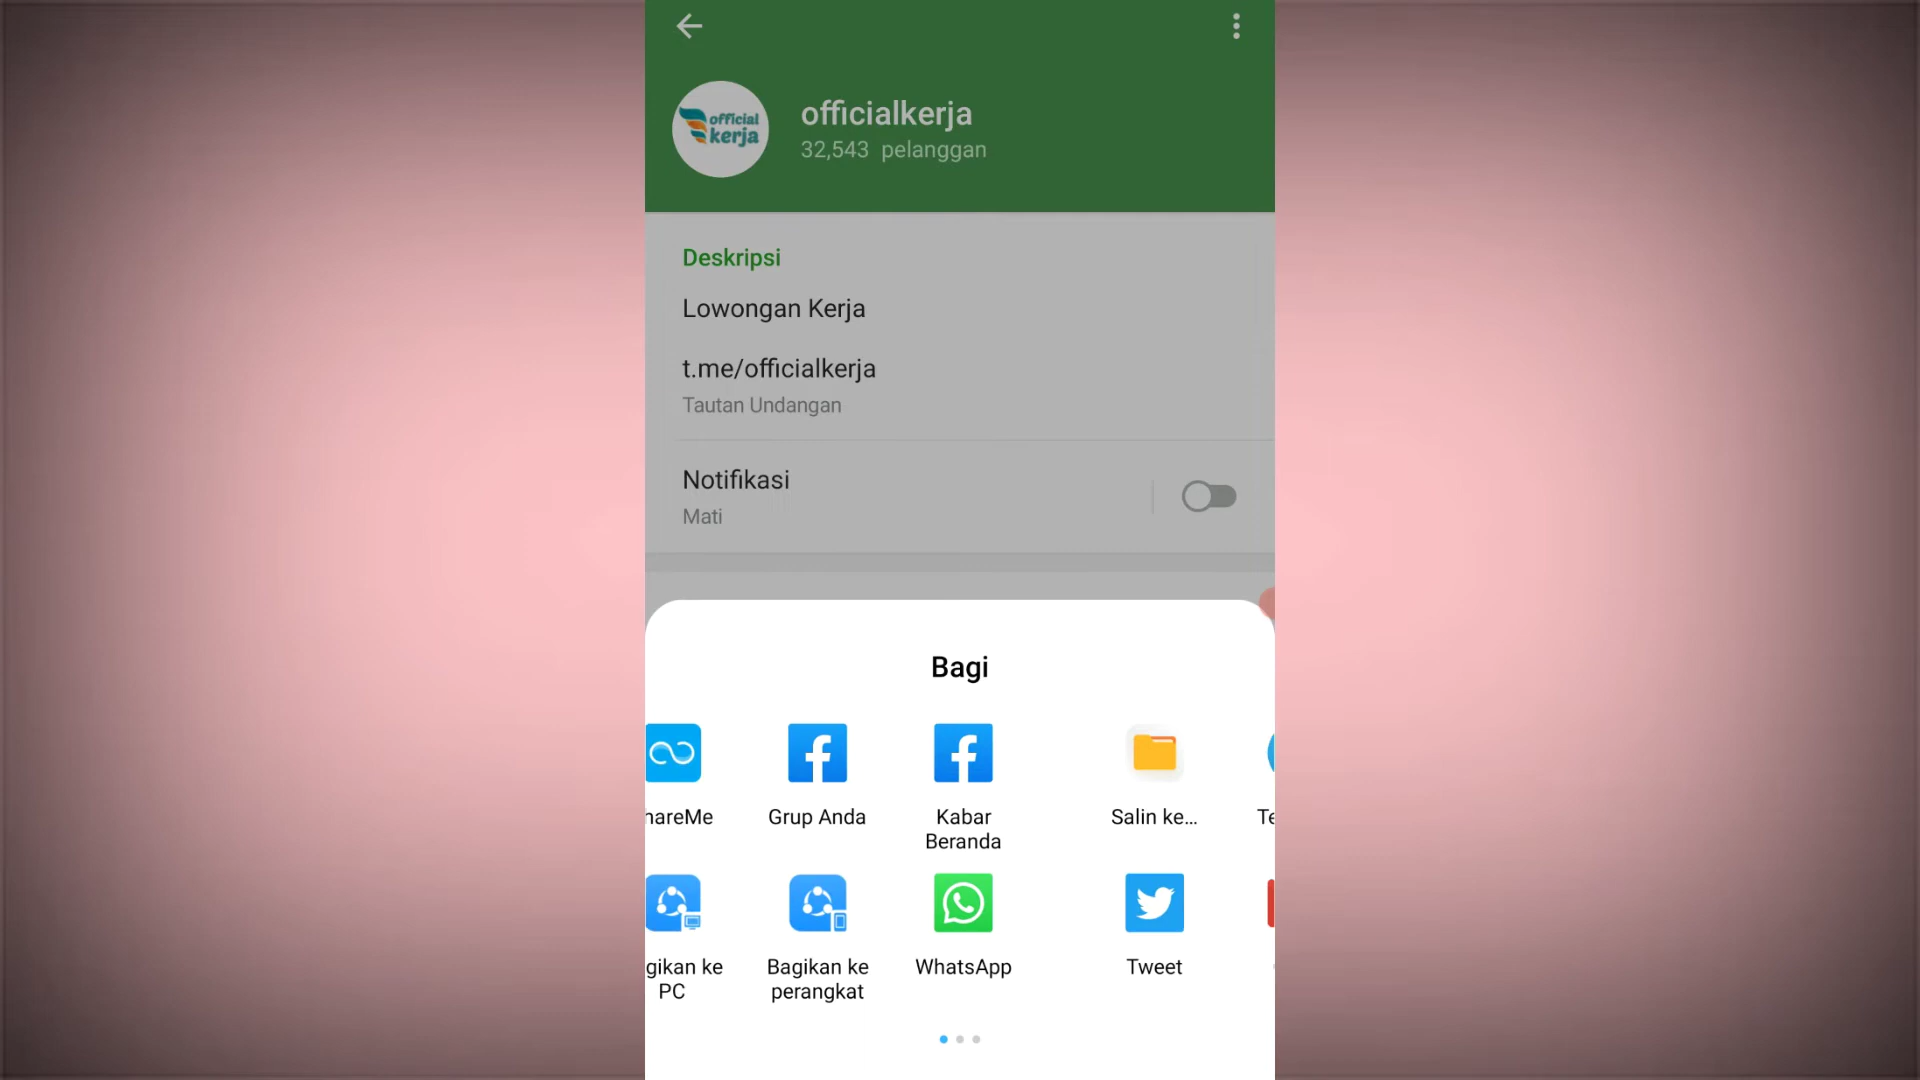 official
kerja
officialkerja
32,543 pelanggan
Deskripsi
Lowongan Kerja
t.me/officialkerja
Tautan Undangan
Notifikasi
Mati
Bagi
hareMe
Grup Anda
Kabar
Beranda
Salin ke...
Te
gikan ke
PC
Bagikan ke
perangkat
WhatsApp
Tweet